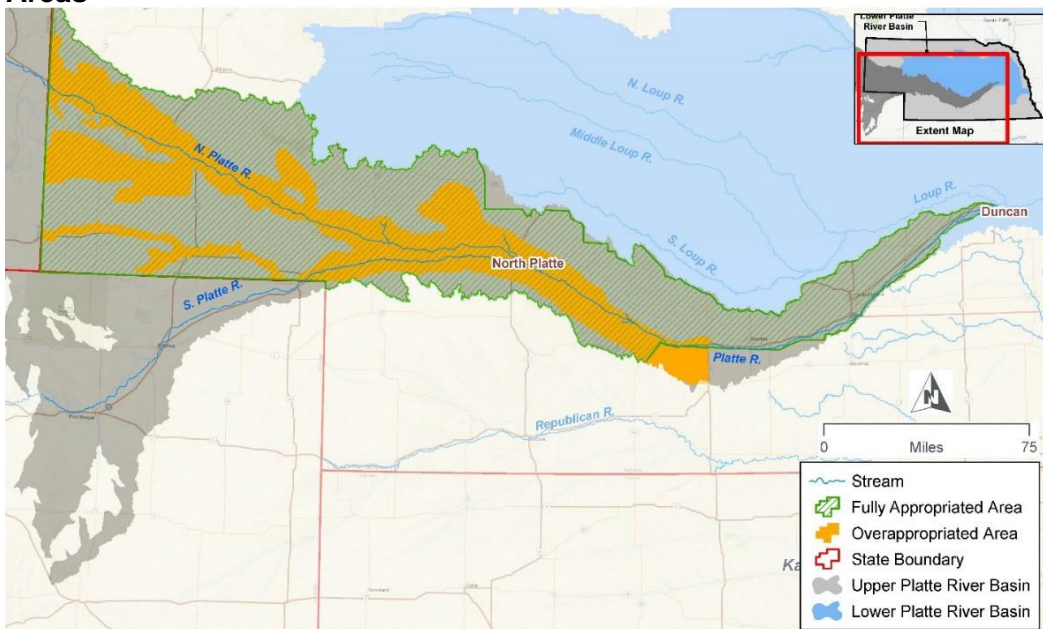 Areas
Lower Platte
River Basin
Extent Map
N. Loup R.
Middle Loup R.
Loup R.
Duncan
N. Platte R.
S. Loup R.
North Platte
S. Platte R.
Platte R.
Republican R.
N
0 75
Miles
Stream
Fully Appropriated Area
Overappropriated Area
State Boundary
Upper Platte River Basin
Lower Platte River Basin
Ka